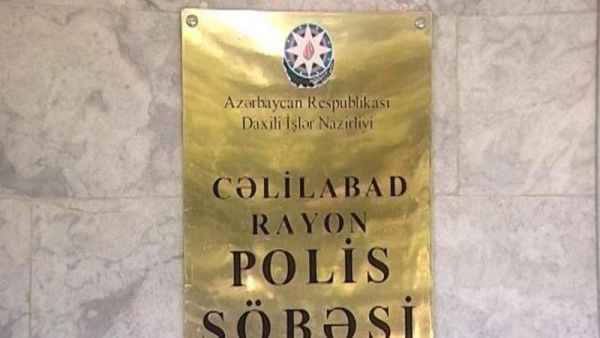 Azərbaycan Respublikası
Daxili İşlər Nazirliyi
CƏLİLABAD
RAYON
POLİS
ŞÖBƏSİ